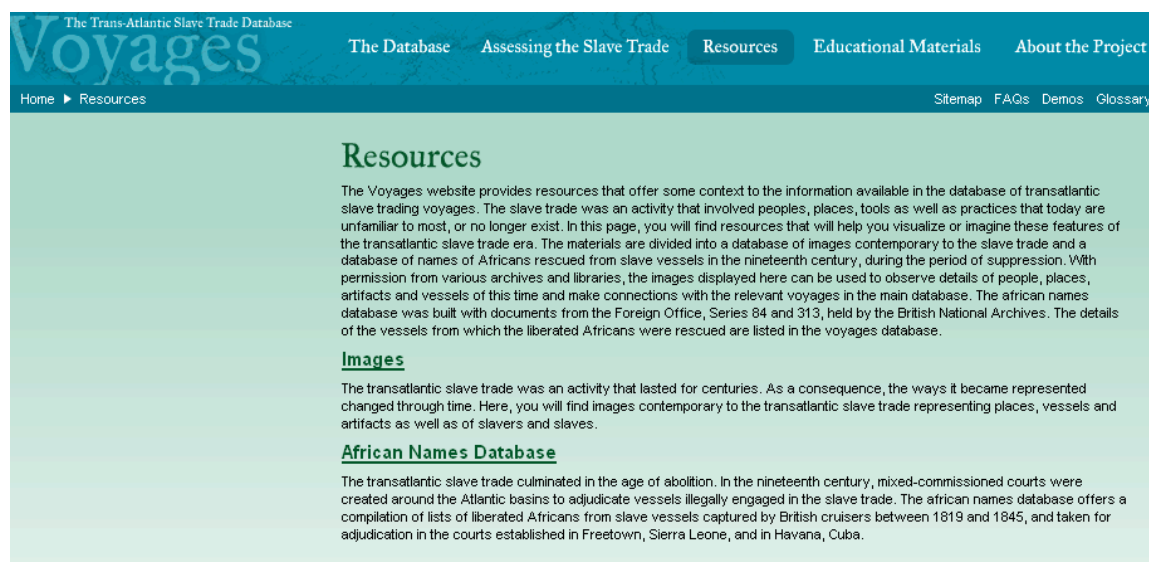 The Trans-Atlantic Slave Trade Database
Voyages
The Database Assessing the Slave Trade Resources Educational Materials About the Project
Home ▶ Resources Sitemap FAQs Demos Glossary
Resources
The Voyages website provides resources that offer some context to the information available in the database of transatlantic
slave trading voyages. The slave trade was an activity that involved peoples, places, tools as well as practices that today are
unfamiliar to most, or no longer exist. In this page, you will find resources that will help you visualize or imagine these features of
the transatlantic slave trade era. The materials are divided into a database of images contemporary to the slave trade and a
database of names of Africans rescued from slave vessels in the nineteenth century, during the period of suppression. With
permission from various archives and libraries, the images displayed here can be used to observe details of people, places,
artifacts and vessels of this time and make connections with the relevant voyages in the main database. The african names
database was built with documents from the Foreign Office, Series 84 and 313, held by the British National Archives. The details
of the vessels from which the liberated Africans were rescued are listed in the voyages database.
Images
The transatlantic slave trade was an activity that lasted for centuries. As a consequence, the ways it became represented
changed through time. Here, you will find images contemporary to the transatlantic slave trade representing places, vessels and
artifacts as well as of slavers and slaves.
African Names Database
The transatlantic slave trade culminated in the age of abolition. In the nineteenth century, mixed-commissioned courts were
created around the Atlantic basins to adjudicate vessels illegally engaged in the slave trade. The african names database offers a
compilation of lists of liberated Africans from slave vessels captured by British cruisers between 1819 and 1845, and taken for
adjudication in the courts established in Freetown, Sierra Leone, and in Havana, Cuba.